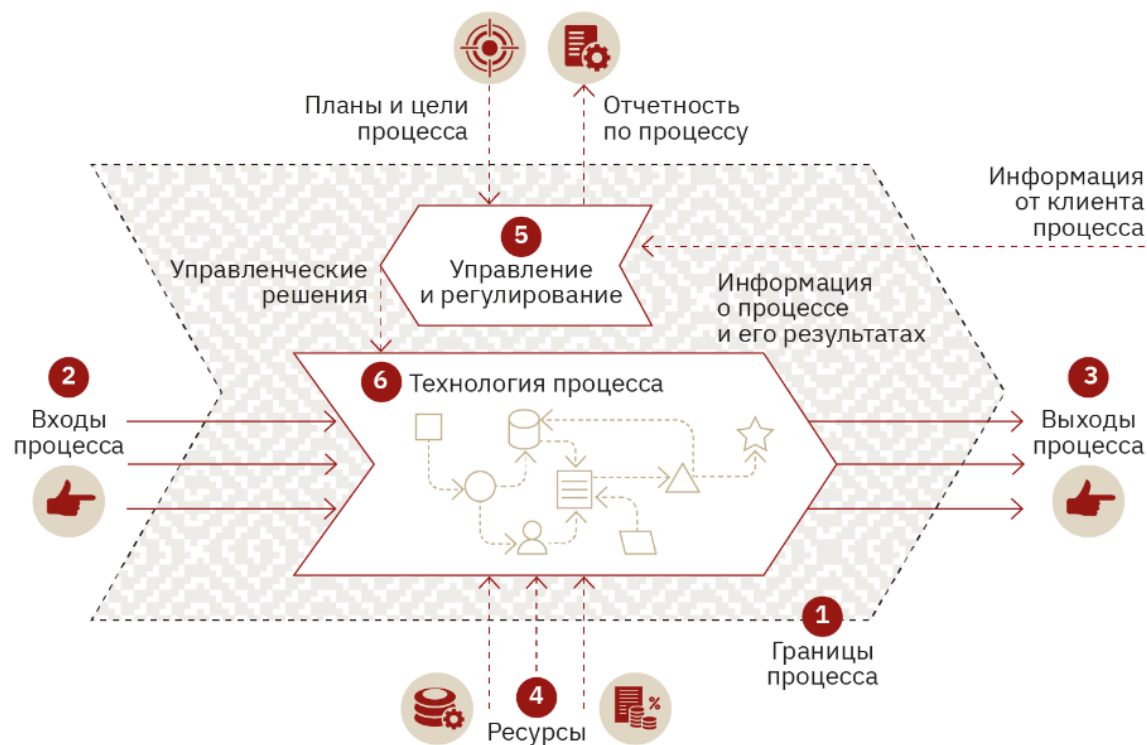 Планы и цели
процесса
Отчетность
по процессу
Информация
от клиента
процесса
5
Управление
и регулирование
Управленческие
решения
Информация
о процессе
и его результатах
2
Входы
процесса
6 Технология процесса
3
Выходы
процесса
1
Границы
процесса
4
Ресурсы
%